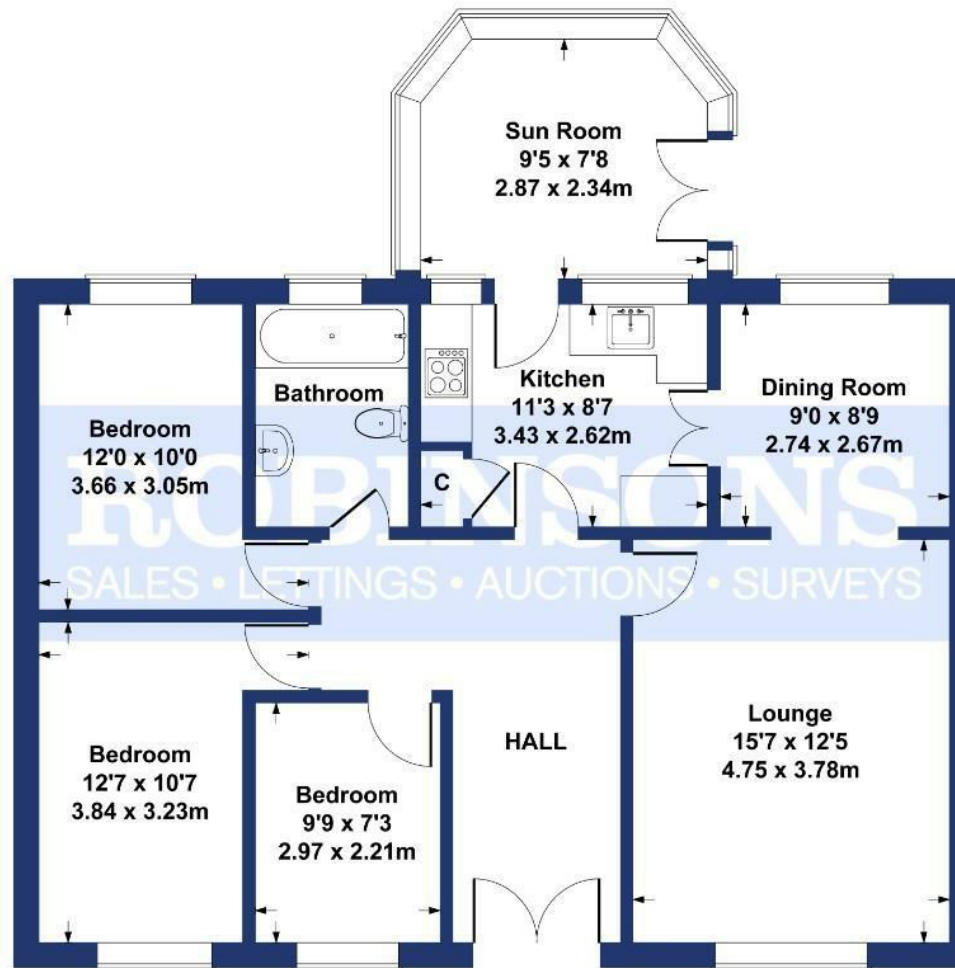 Sun Room
9'5 x 7'8
2.87 x 2.34m
Bathroom
Kitchen
11'3 x 8'7
3.43 x 2.62m
Dining Room
9'0 x 8'9
2.74 x 2.67m
Bedroom
12'0 x 10'0
3.66 x 3.05m
C
ROBINSONS
SALES • LETTINGS • AUCTIONS • SURVEYS
Bedroom
12'7 x 10'7
3.84 x 3.23m
Bedroom
9'9 x 7'3
2.97 x 2.21m
HALL
Lounge
15'7 x 12'5
4.75 x 3.78m